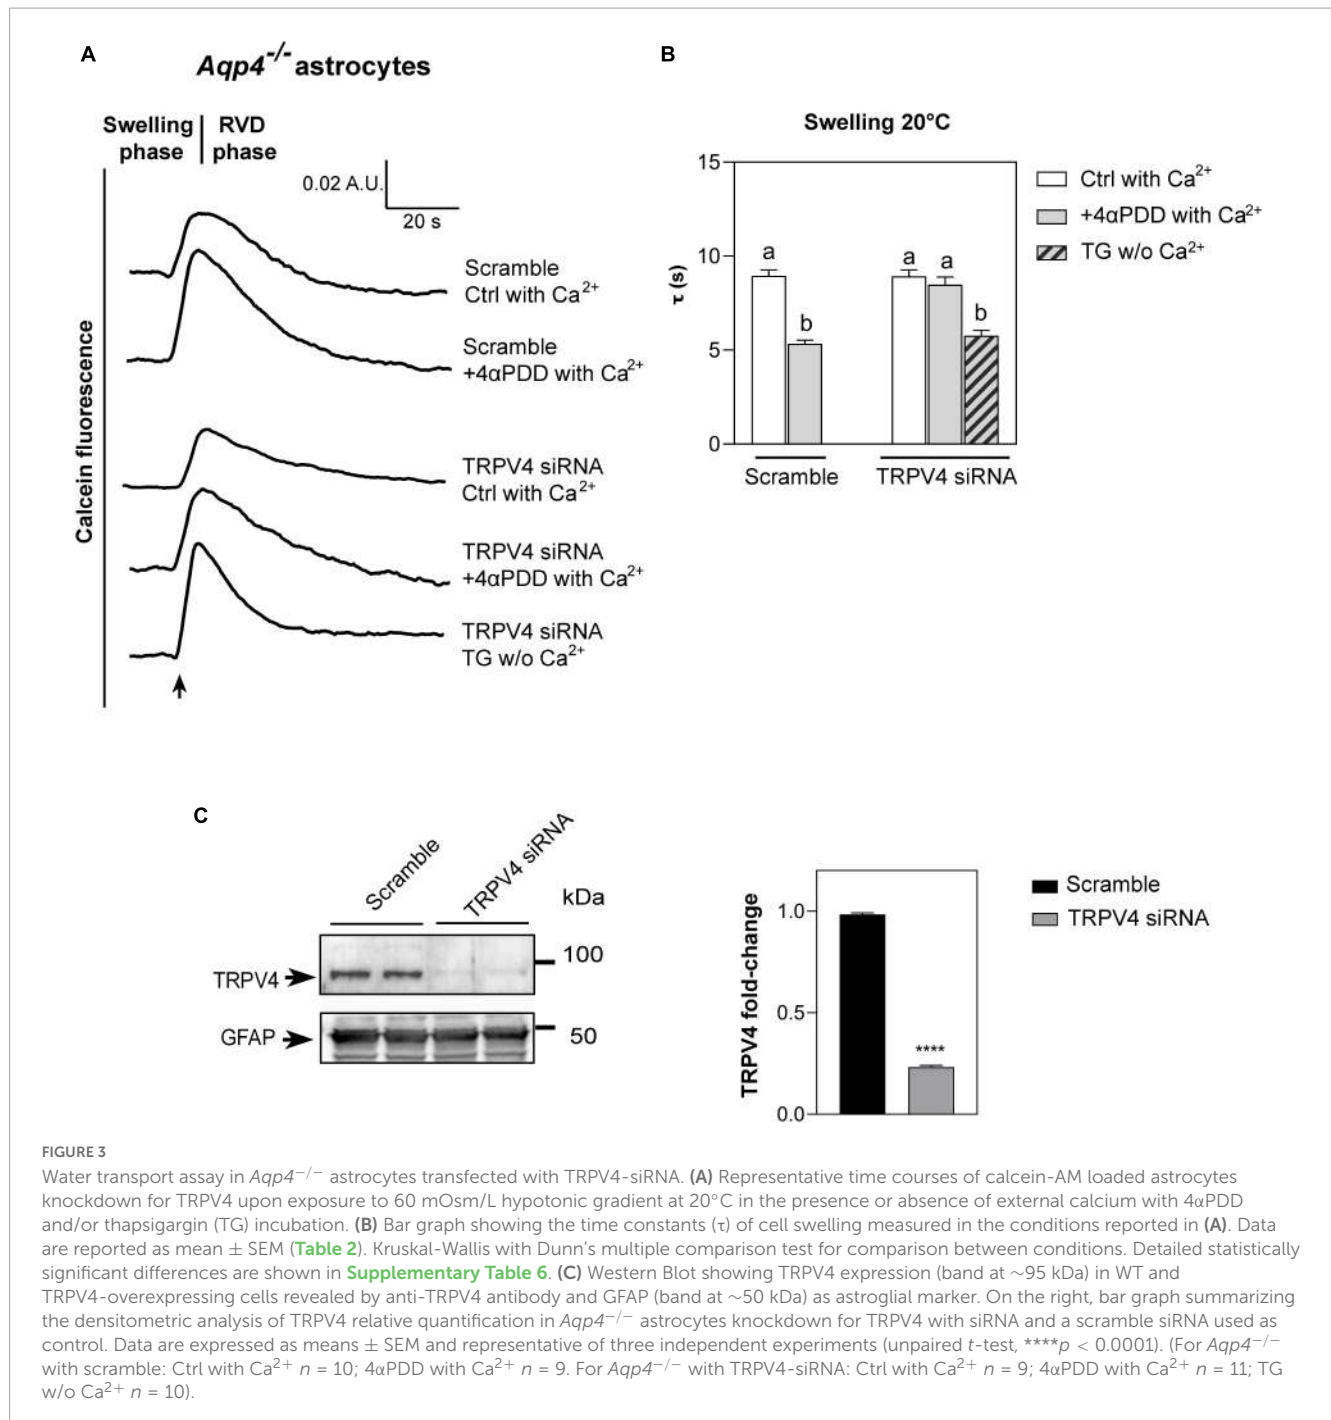 A
Aqp4-/- astrocytes
Swelling phase
RVD phase
0.02 A.U.
20 s
Calcein fluorescence
Scramble
Ctrl with Ca2+
Scramble
+4αPDD with Ca2+
TRPV4 siRNA
Ctrl with Ca2+
TRPV4 siRNA
+4αPDD with Ca2+
TRPV4 siRNA
TG w/o Ca2+
B
Swelling 20°C
15
10
5
0
τ (s)
a
b
a
a
b
Scramble
TRPV4 siRNA
Ctrl with Ca2+
+4αPDD with Ca2+
TG w/o Ca2+
C
Scramble
TRPV4 siRNA
kDa
100
50
TRPV4
GFAP
TRPV4 fold-change
1.0
0.5
0.0
****
Scramble
TRPV4 siRNA
FIGURE 3
Water transport assay in Aqp4−/− astrocytes transfected with TRPV4-siRNA. (A) Representative time courses of calcein-AM loaded astrocytes
knockdown for TRPV4 upon exposure to 60 mOsm/L hypotonic gradient at 20°C in the presence or absence of external calcium with 4αPDD
and/or thapsigargin (TG) incubation. (B) Bar graph showing the time constants (τ) of cell swelling measured in the conditions reported in (A). Data
are reported as mean ± SEM (Table 2). Kruskal-Wallis with Dunn's multiple comparison test for comparison between conditions. Detailed statistically
significant differences are shown in Supplementary Table 6. (C) Western Blot showing TRPV4 expression (band at ~95 kDa) in WT and
TRPV4-overexpressing cells revealed by anti-TRPV4 antibody and GFAP (band at ~50 kDa) as astroglial marker. On the right, bar graph summarizing
the densitometric analysis of TRPV4 relative quantification in Aqp4−/− astrocytes knockdown for TRPV4 with siRNA and a scramble siRNA used as
control. Data are expressed as means ± SEM and representative of three independent experiments (unpaired t-test, ****p < 0.0001). (For Aqp4−/−
with scramble: Ctrl with Ca2+ n = 10; 4αPDD with Ca2+ n = 9. For Aqp4−/− with TRPV4-siRNA: Ctrl with Ca2+ n = 9; 4αPDD with Ca2+ n = 11; TG
w/o Ca2+ n = 10).